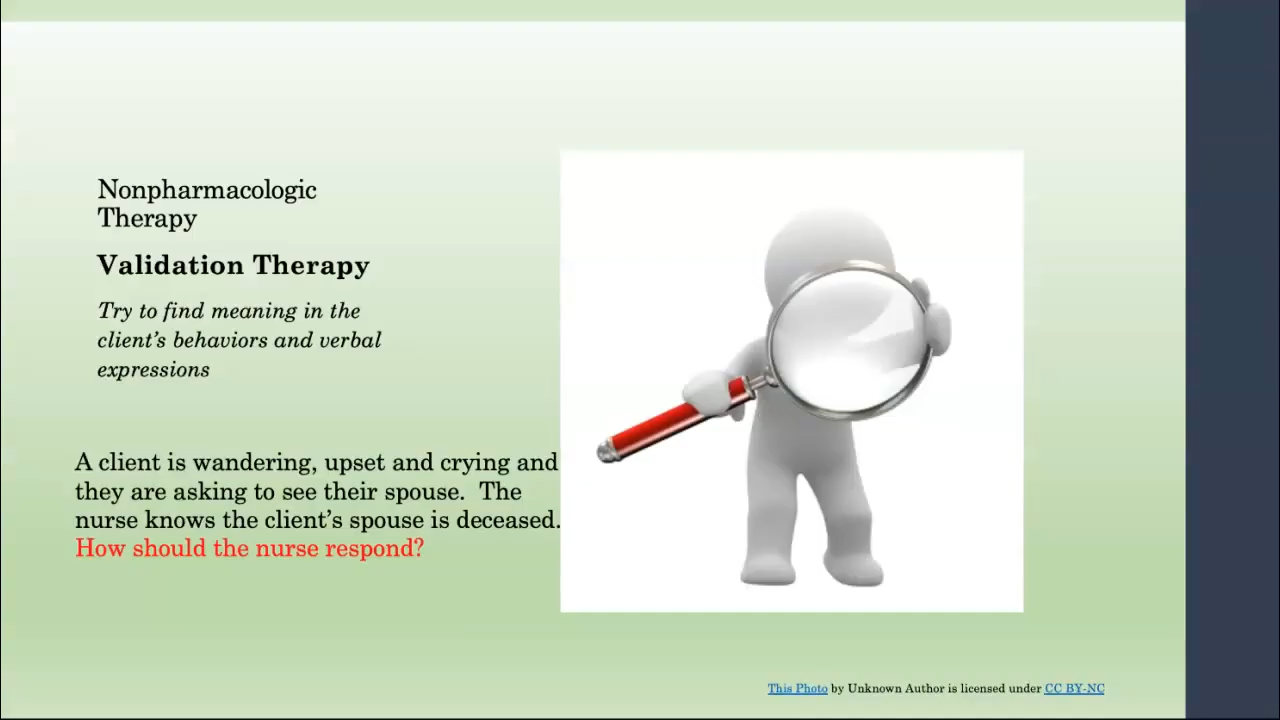 Nonpharmacologic
Therapy
Validation Therapy
Try to find meaning in the
client's behaviors and verbal
expressions
A client is wandering, upset and crying and
they are asking to see their spouse.  The
nurse knows the client's spouse is deceased.
How should the nurse respond?
This Photo by Unknown Author is licensed under CC BY-NC